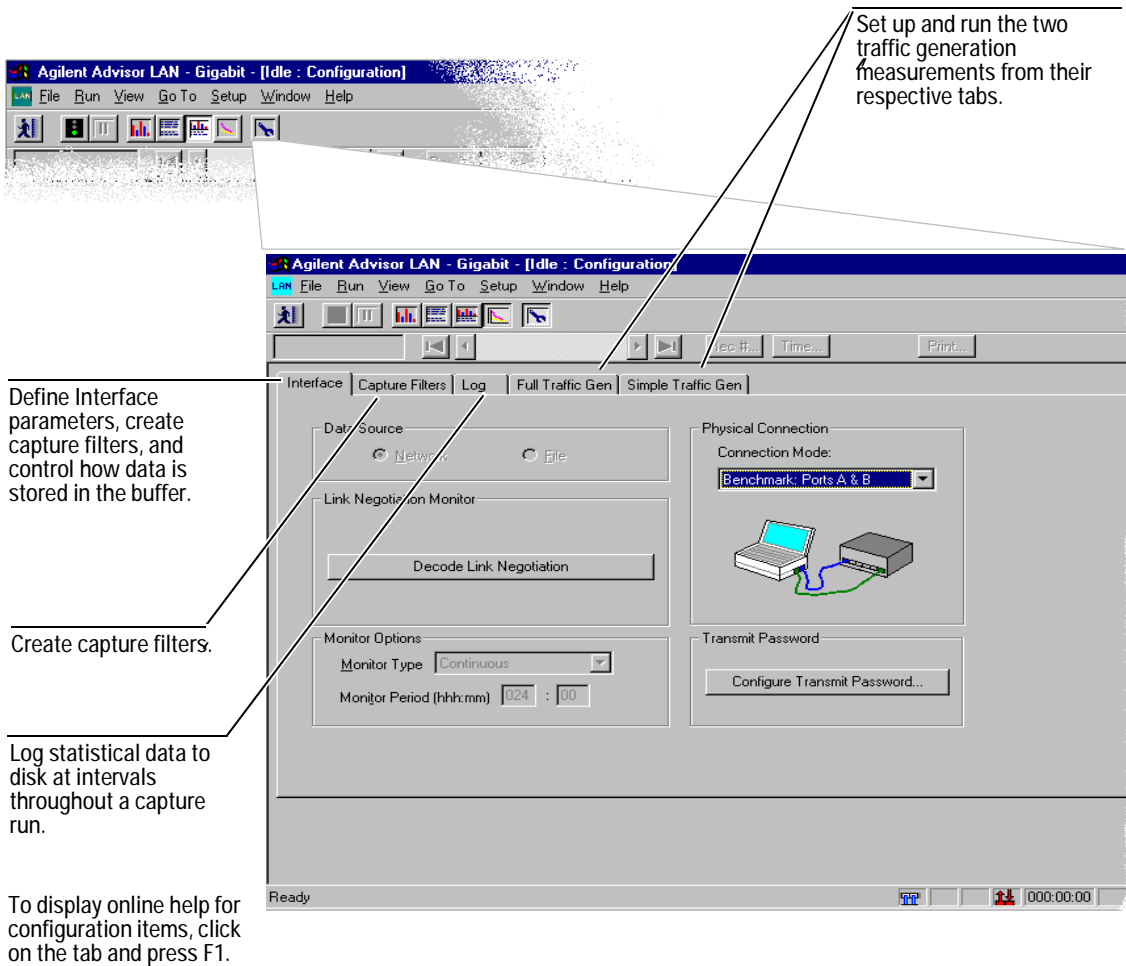 Set up and run the two
traffic generation
measurements from their
respective tabs.
Agilent Advisor LAN - Gigabit - [Idle : Configuration]
LAN File Run View Go To Setup Window Help
Agilent Advisor LAN - Gigabit - [Idle : Configuration]
LAN File Run View Go To Setup Window Help
Rec #... Time... Print...
Interface Capture Filters Log Full Traffic Gen Simple Traffic Gen
Define Interface
parameters, create
capture filters, and
control how data is
stored in the buffer.
Data Source
Network File
Physical Connection
Connection Mode:
Benchmark: Ports A & B
Link Negotiation Monitor
Decode Link Negotiation
Create capture filters.
Monitor Options
Monitor Type Continuous
Monitor Period (hhh:mm) 024 : 00
Transmit Password
Configure Transmit Password...
Log statistical data to
disk at intervals
throughout a capture
run.
Ready 000:00:00
To display online help for
configuration items, click
on the tab and press F1.